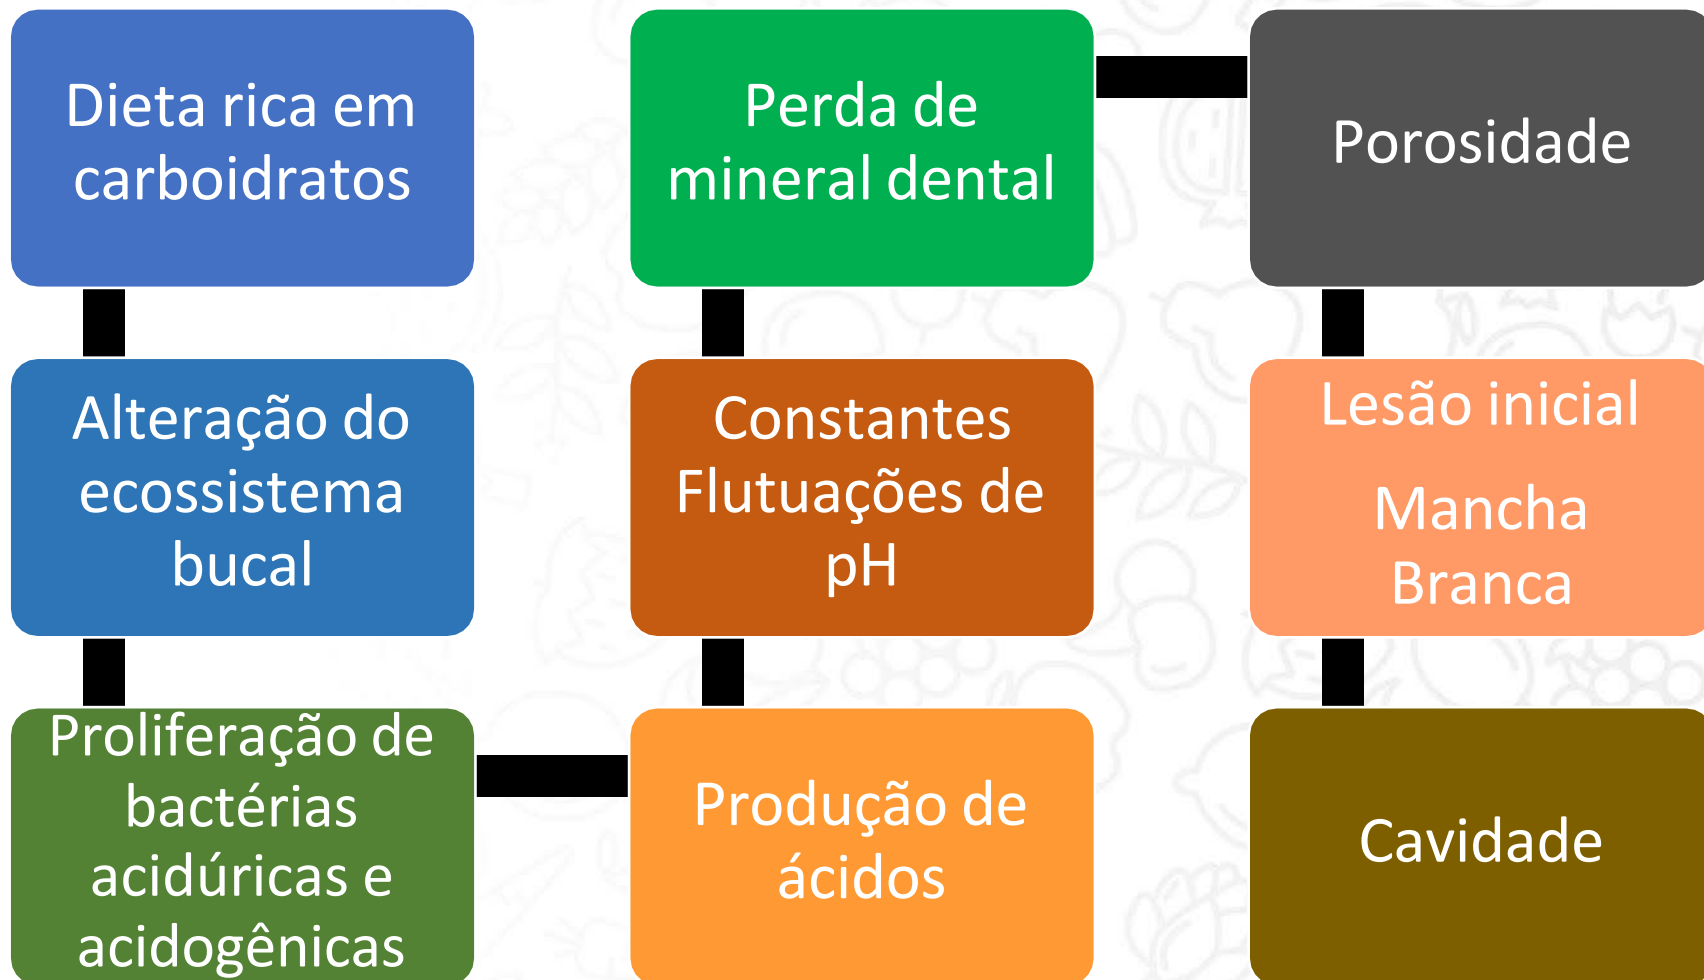 Dieta rica em
carboidratos
Alteração do
ecossistema
bucal
Proliferação de
bactérias
acidúricas e
acidogênicas
Produção de
ácidos
Constantes
Flutuações de
pH
Perda de
mineral dental
Porosidade
Lesão inicial
Mancha
Branca
Cavidade